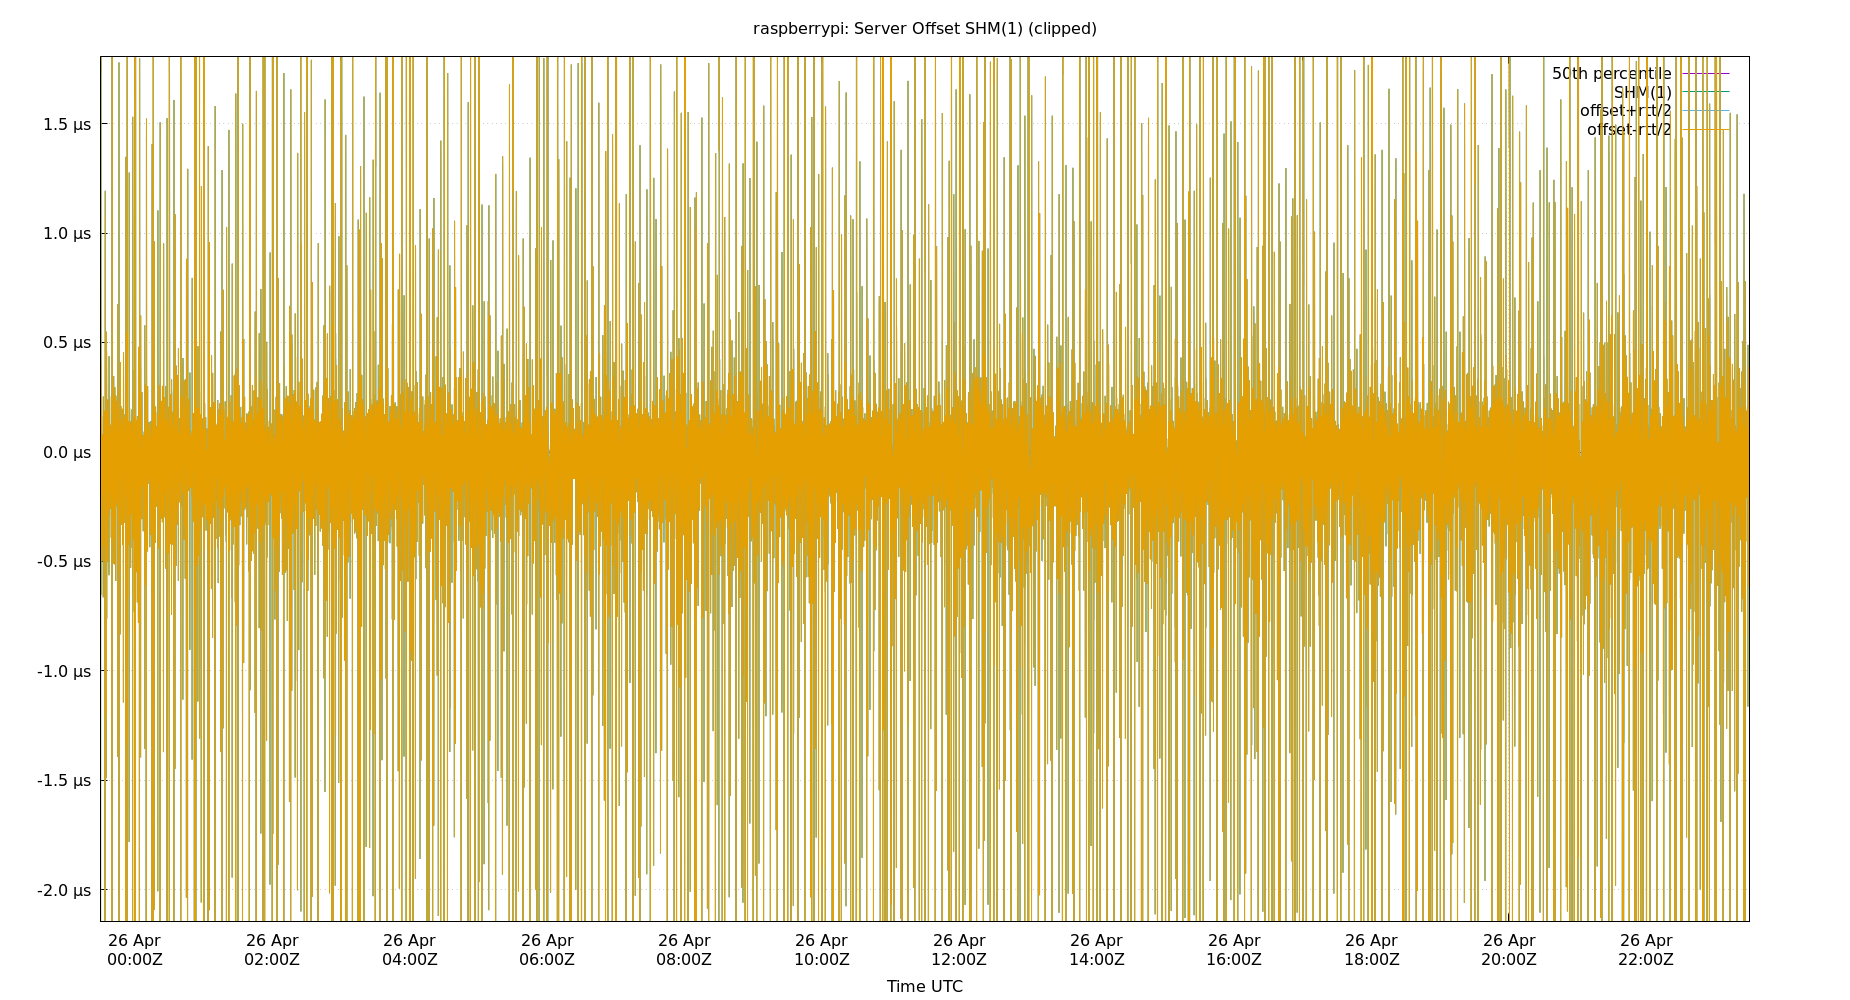 raspberrypi: Server Offset SHM(1) (clipped)
50th percentile
SHM(1)
offset+rtt/2
offset-rtt/2
1.5 µs
1.0 µs
0.5 µs
0.0 µs
-0.5 µs
-1.0 µs
-1.5 µs
-2.0 µs
26 Apr 26 Apr 26 Apr 26 Apr 26 Apr 26 Apr 26 Apr 26 Apr 26 Apr 26 Apr 26 Apr 26 Apr
00:00Z 02:00Z 04:00Z 06:00Z 08:00Z 10:00Z 12:00Z 14:00Z 16:00Z 18:00Z 20:00Z 22:00Z
Time UTC